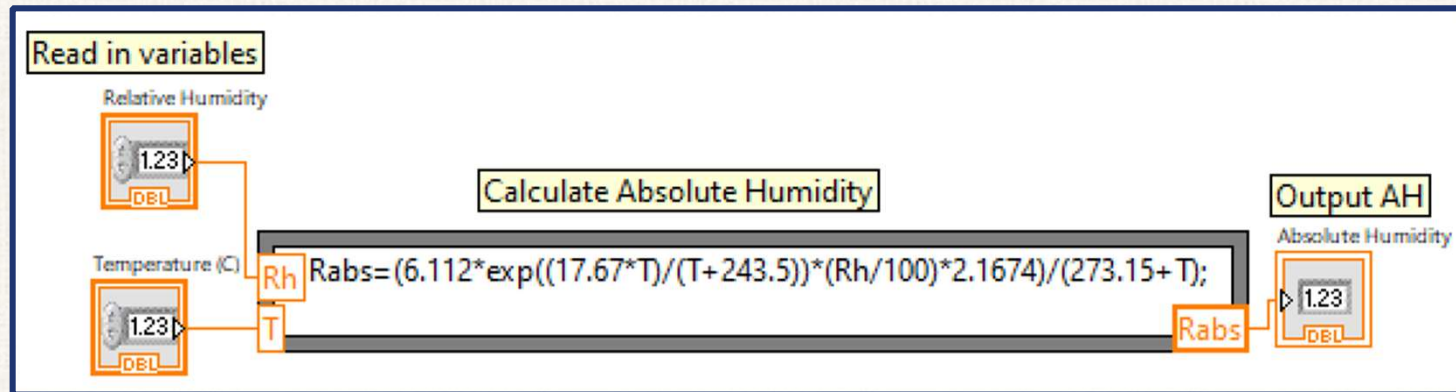 Read in variables
Relative Humidity
1.23
DBL
Calculate Absolute Humidity
Output AH
Absolute Humidity
Temperature (C)
Rh
Rabs=(6.112*exp((17.67*T)/(T+243.5))*(Rh/100)*2.1674)/(273.15+T);
1.23
DBL
T
Rabs
1.23
DBL